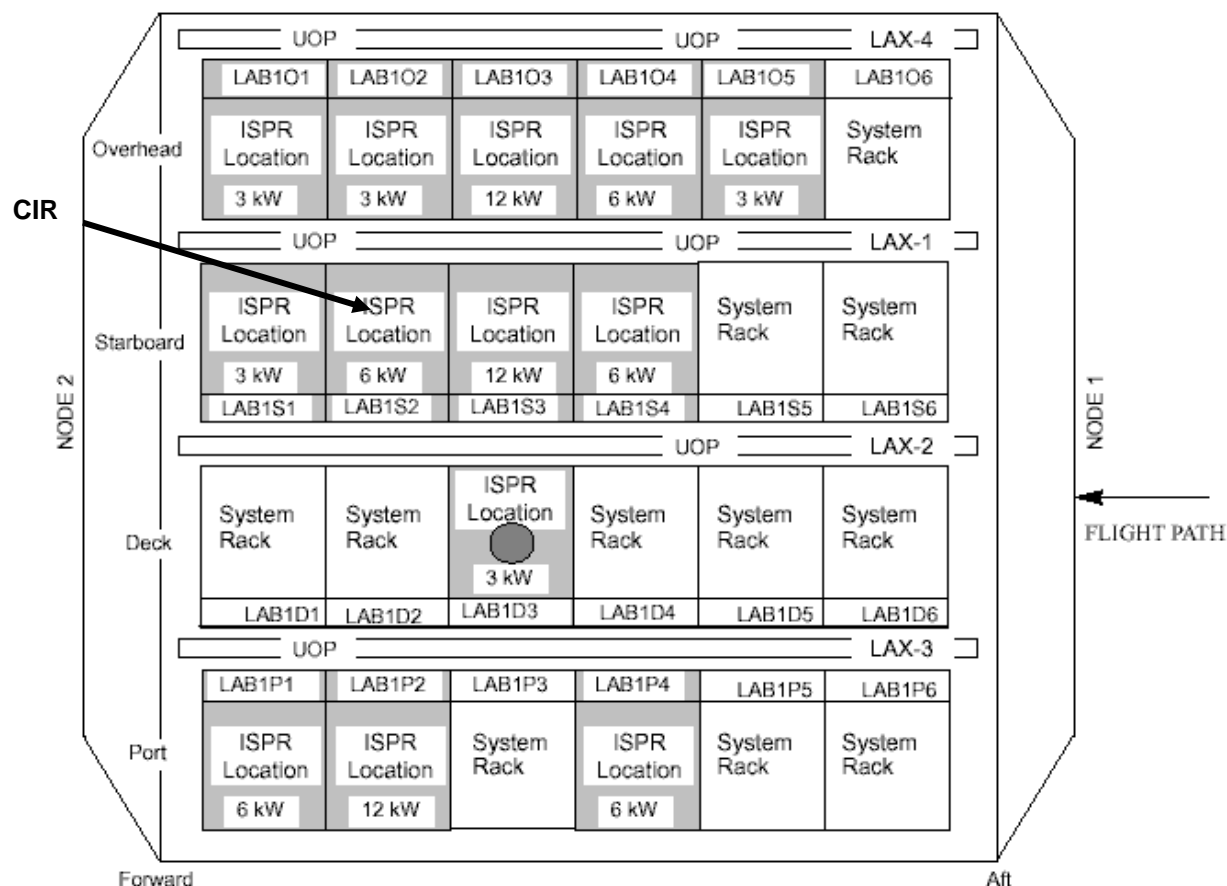 UOP UOP LAX-4
LAB1O1 LAB1O2 LAB1O3 LAB1O4 LAB1O5 LAB1O6
Overhead
ISPR Location ISPR Location ISPR Location ISPR Location ISPR Location System Rack
3 kW 3 kW 12 kW 6 kW 3 kW
CIR
UOP UOP LAX-1
Starboard
ISPR Location ISPR Location ISPR Location ISPR Location System Rack System Rack
3 kW 6 kW 12 kW 6 kW
LAB1S1 LAB1S2 LAB1S3 LAB1S4 LAB1S5 LAB1S6
NODE 2
NODE 1
UOP LAX-2
Deck
System Rack System Rack ISPR Location System Rack System Rack System Rack
3 kW
LAB1D1 LAB1D2 LAB1D3 LAB1D4 LAB1D5 LAB1D6
FLIGHT PATH
UOP LAX-3
LAB1P1 LAB1P2 LAB1P3 LAB1P4 LAB1P5 LAB1P6
Port
ISPR Location ISPR Location System Rack ISPR Location System Rack System Rack
6 kW 12 kW 6 kW
Forward Aft